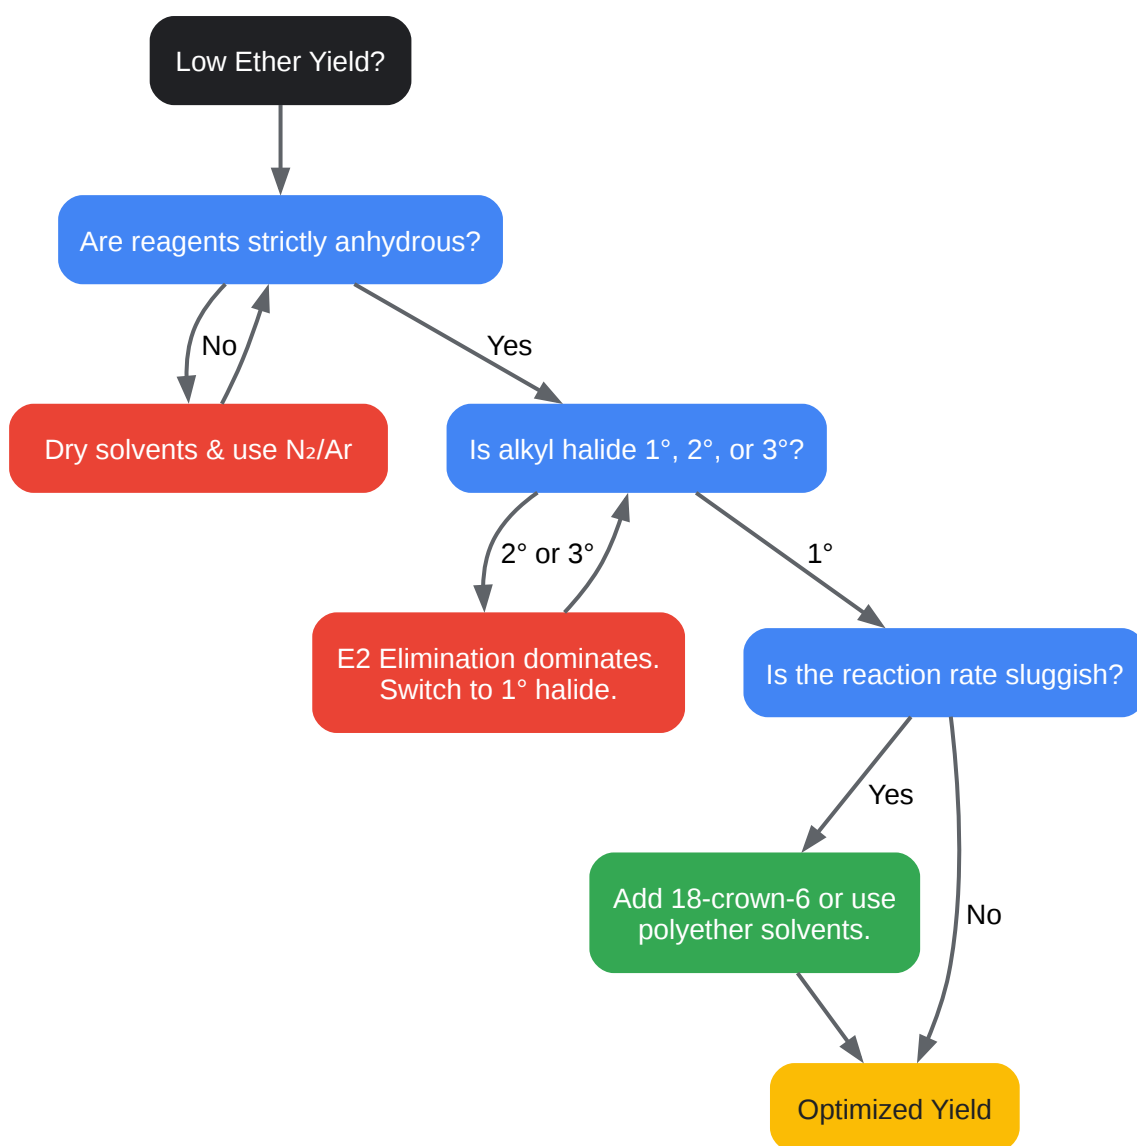 Low Ether Yield?
Are reagents strictly anhydrous?
No
Yes
Dry solvents & use N₂/Ar
Is alkyl halide 1°, 2°, or 3°?
2° or 3°
1°
E2 Elimination dominates.
Switch to 1° halide.
Is the reaction rate sluggish?
Yes
Add 18-crown-6 or use
polyether solvents.
No
Optimized Yield